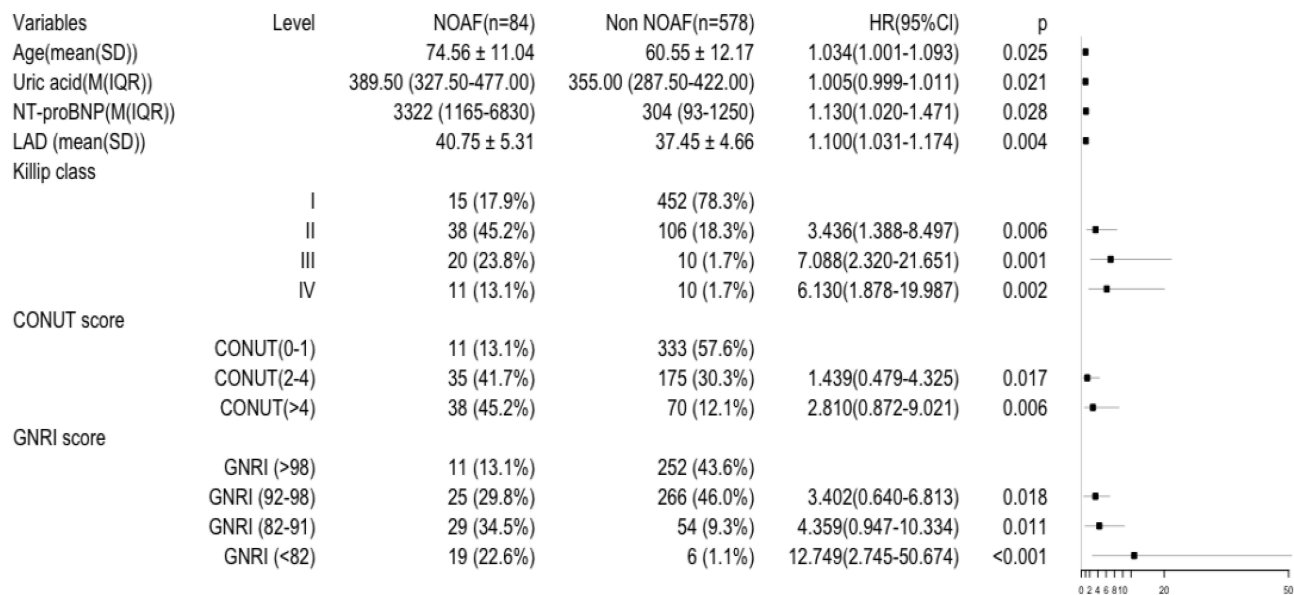 Variables Level NOAF(n=84) Non NOAF(n=578) HR(95%CI) p
Age(mean(SD)) 74.56 ± 11.04 60.55 ± 12.17 1.034(1.001-1.093) 0.025
Uric acid(M(IQR)) 389.50 (327.50-477.00) 355.00 (287.50-422.00) 1.005(0.999-1.011) 0.021
NT-proBNP(M(IQR)) 3322 (1165-6830) 304 (93-1250) 1.130(1.020-1.471) 0.028
LAD (mean(SD)) 40.75 ± 5.31 37.45 ± 4.66 1.100(1.031-1.174) 0.004
Killip class
I 15 (17.9%) 452 (78.3%)
II 38 (45.2%) 106 (18.3%) 3.436(1.388-8.497) 0.006
III 20 (23.8%) 10 (1.7%) 7.088(2.320-21.651) 0.001
IV 11 (13.1%) 10 (1.7%) 6.130(1.878-19.987) 0.002
CONUT score
CONUT(0-1) 11 (13.1%) 333 (57.6%)
CONUT(2-4) 35 (41.7%) 175 (30.3%) 1.439(0.479-4.325) 0.017
CONUT(>4) 38 (45.2%) 70 (12.1%) 2.810(0.872-9.021) 0.006
GNRI score
GNRI (>98) 11 (13.1%) 252 (43.6%)
GNRI (92-98) 25 (29.8%) 266 (46.0%) 3.402(0.640-6.813) 0.018
GNRI (82-91) 29 (34.5%) 54 (9.3%) 4.359(0.947-10.334) 0.011
GNRI (<82) 19 (22.6%) 6 (1.1%) 12.749(2.745-50.674) <0.001
0 2 4 6 8 10 20 50